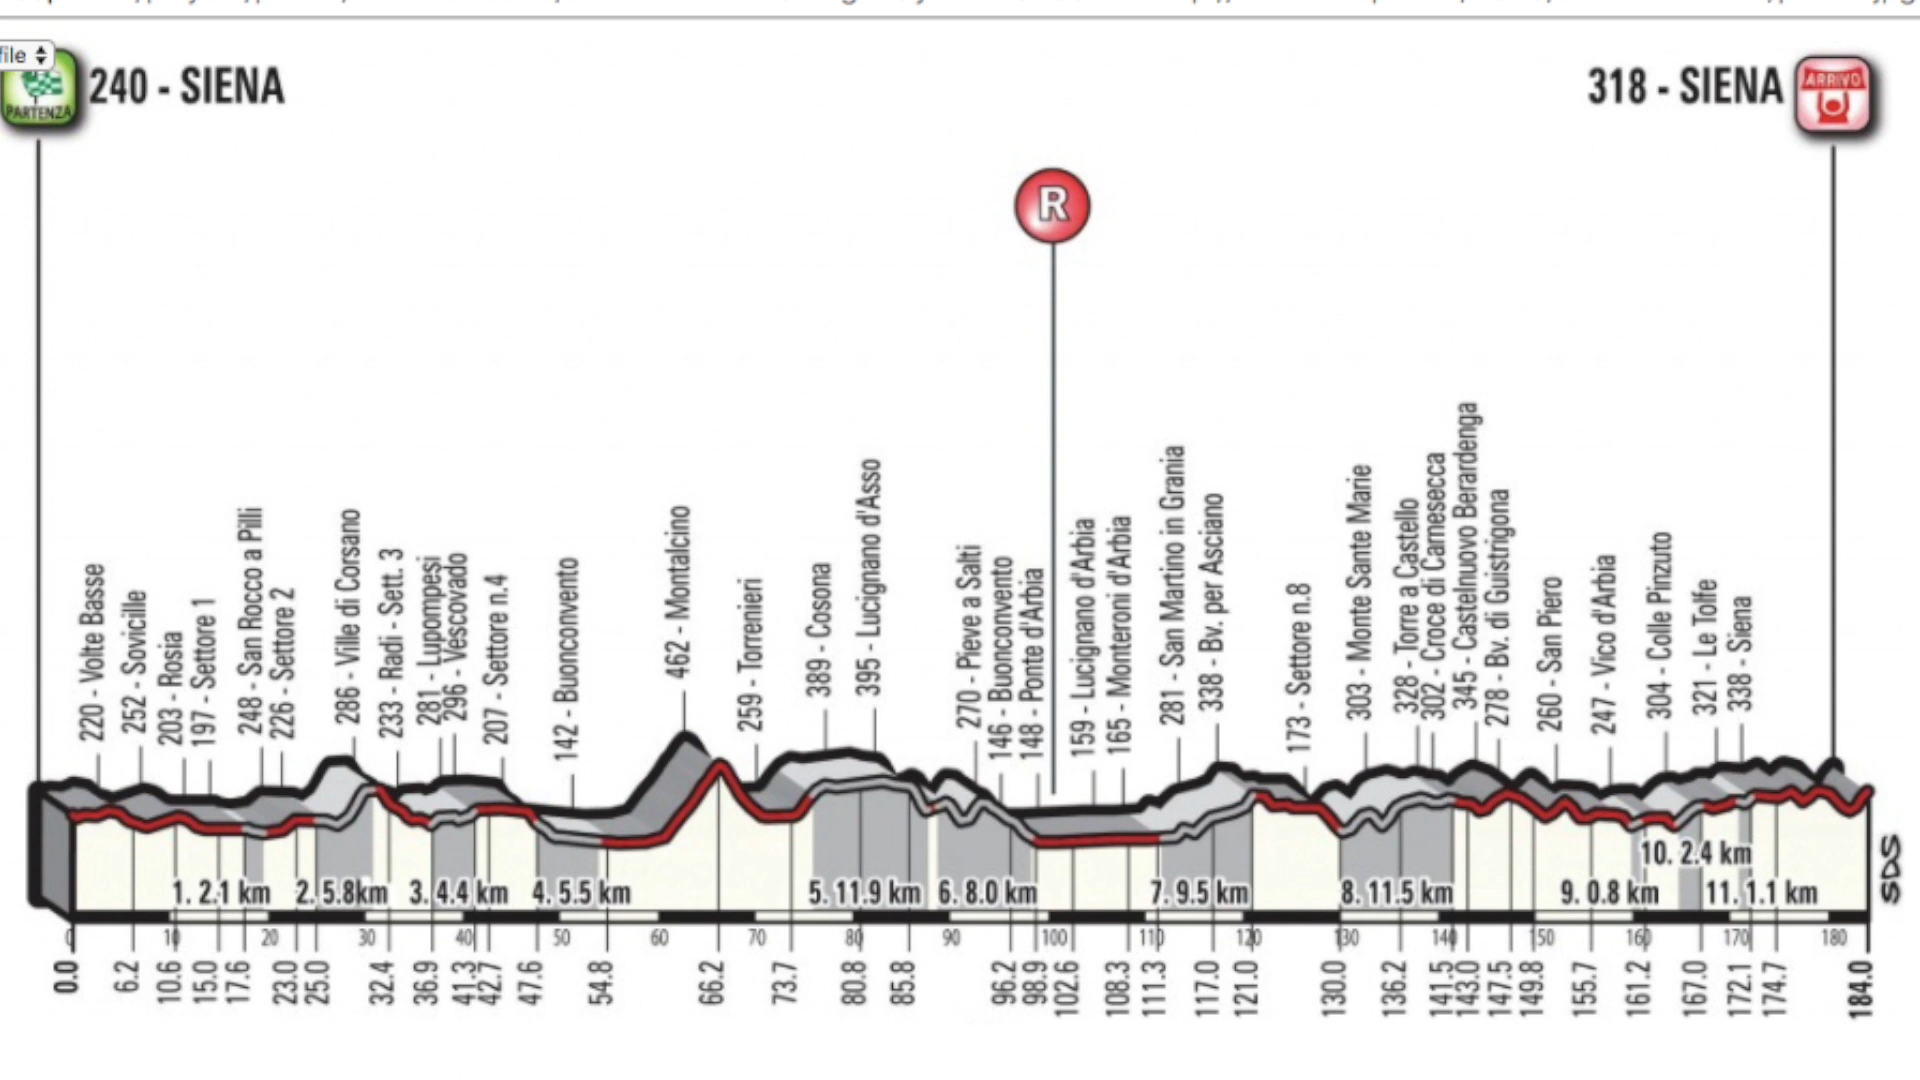 file
PARTENZA
240 - SIENA
318 - SIENA
ARRIVO
R
220 - Volte Basse
252 - Sovicille
203 - Rosia
197 - Settore 1
248 - San Rocco a Pilli
226 - Settore 2
286 - Ville di Corsano
233 - Radi - Sett. 3
281 - Lupompesi
296 - Vescovado
207 - Settore n.4
142 - Buonconvento
462 - Montalcino
259 - Torrenieri
389 - Cosona
395 - Lucignano d'Asso
270 - Pieve a Salti
146 - Buonconvento
148 - Ponte d'Arbia
159 - Lucignano d'Arbia
165 - Monteroni d'Arbia
281 - San Martino in Grania
338 - Bv. per Asciano
173 - Settore n.8
303 - Monte Sante Marie
328 - Torre a Castello
302 - Croce di Carnesecca
345 - Castelnuovo Berardenga
278 - Bv. di Guistrigona
260 - San Piero
247 - Vico d'Arbia
304 - Colle Pinzuto
321 - Le Tolfe
338 - Siena
10. 2.4 km
1. 2.1 km
2. 5.8km
3. 4.4 km
4. 5.5 km
5. 11.9 km
6. 8.0 km
7. 9.5 km
8. 11.5 km
9. 0.8 km
11. 1.1 km
SDS
0 10 20 30 40 50 60 70 80 90 100 110 120 130 140 150 160 170 180
0.0
6.2
10.6
15.0
17.6
23.0
25.0
32.4
36.9
41.3
42.7
47.6
54.8
66.2
73.7
80.8
85.8
96.2
98.9
102.6
108.3
111.3
117.0
121.0
130.0
136.2
141.5
143.0
147.5
149.8
155.7
161.2
167.0
172.1
174.7
184.0